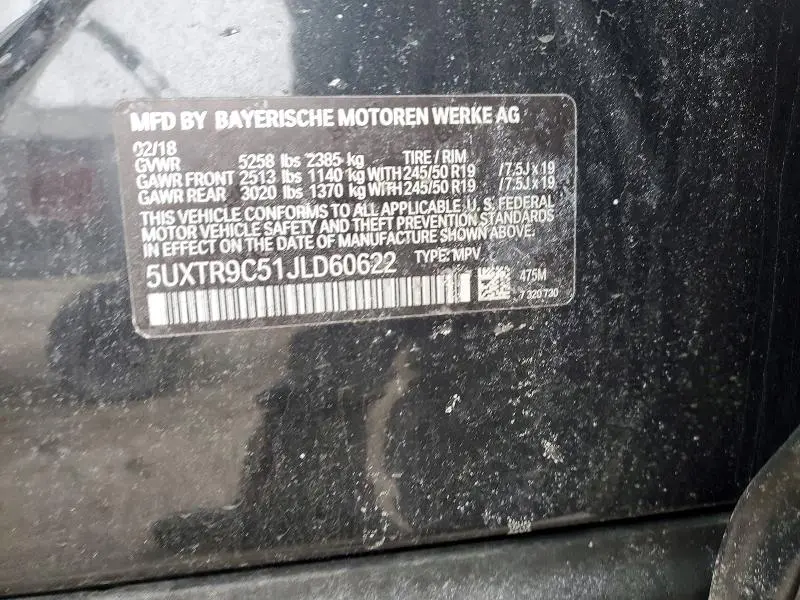 MFD BY BAYERISCHE MOTOREN WERKE AG
02/18
GVWR 5258 lbs 2385 kg TIRE / RIM
GAWR FRONT 2513 lbs 1140 kg WITH 245/50 R19 / 7.5J x 19
GAWR REAR 3020 lbs 1370 kg WITH 245/50 R19 / 7.5J x 19
THIS VEHICLE CONFORMS TO ALL APPLICABLE U.S. FEDERAL
MOTOR VEHICLE SAFETY AND THEFT PREVENTION STANDARDS
IN EFFECT ON THE DATE OF MANUFACTURE SHOWN ABOVE.
5UXTR9C51JLD60622 TYPE: MPV
475M
7 320 730